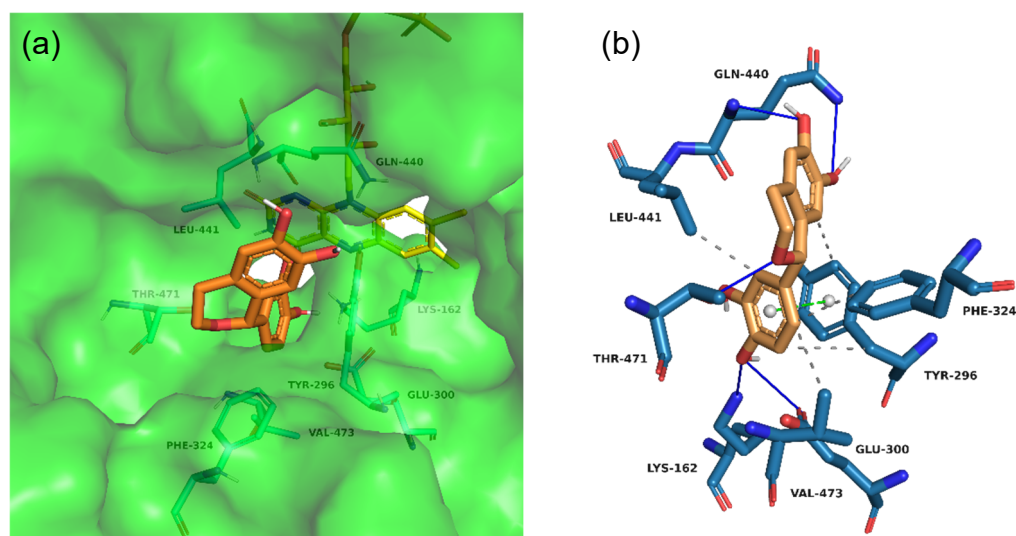 (a)
GLN-440
LEU-441
THR-471
LYS-162
TYR-296
GLU-300
PHE-324
VAL-473
(b)
GLN-440
LEU-441
PHE-324
THR-471
TYR-296
GLU-300
LYS-162
VAL-473